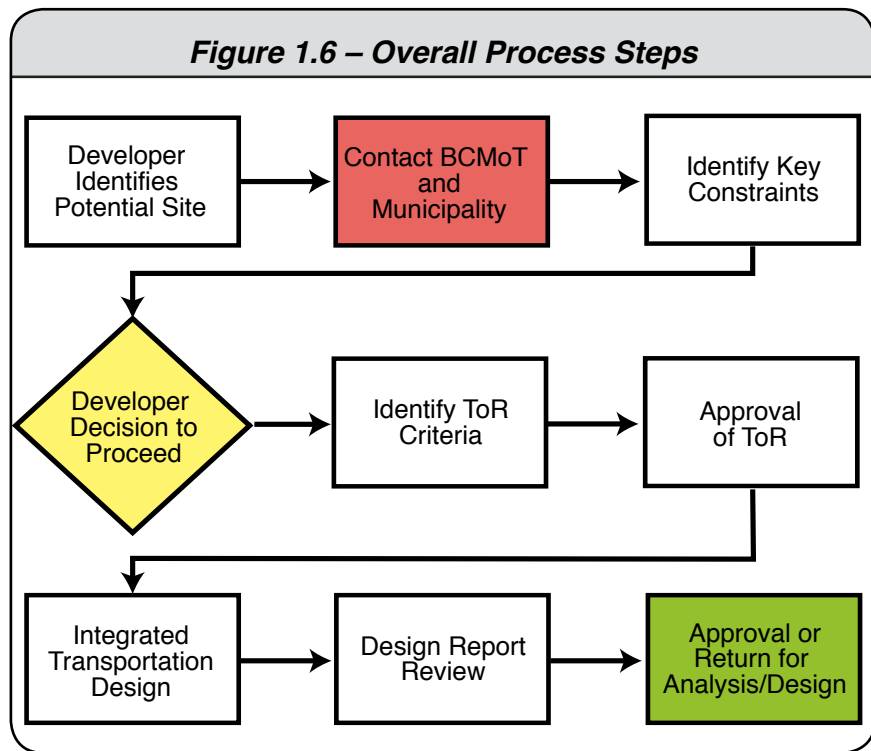 Figure 1.6 – Overall Process Steps
Developer
Identifies
Potential Site
Contact BCMoT
and
Municipality
Identify Key
Constraints
Developer
Decision to
Proceed
Identify ToR
Criteria
Approval
of ToR
Integrated
Transportation
Design
Design Report
Review
Approval or
Return for
Analysis/Design